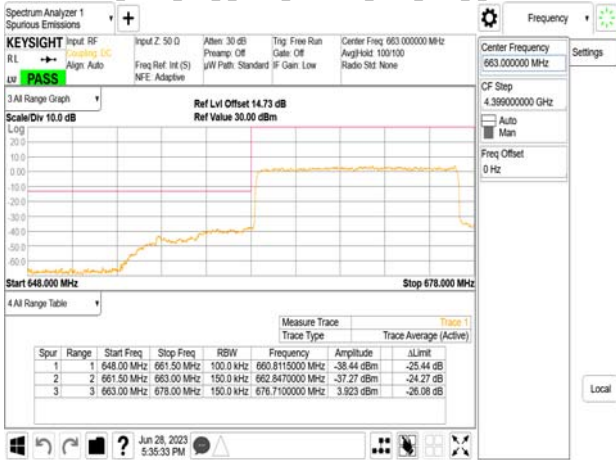 Spectrum Analyzer 1
Spurious Emissions
Frequency
KEYSIGHT Input: RF Input Z: 50 Ω Atten: 30 dB Trig: Free Run Center Freq: 663.000000 MHz
RL Coupling: DC Preamp: Off Gate: Off Avg|Hold: 100/100
Align: Auto Freq Ref: Int (S) µW Path: Standard IF Gain: Low Radio Std: None
NFE: Adaptive
LVI PASS
Center Frequency
663.000000 MHz
Settings
CF Step
4.399000000 GHz
Auto
Man
Freq Offset
0 Hz
Local
3 All Range Graph
Ref Lvl Offset 14.73 dB
Scale/Div 10.0 dB Ref Value 30.00 dBm
Log
20.0
10.0
0.00
-10.0
-20.0
-30.0
-40.0
-50.0
-60.0
Start 648.000 MHz Stop 678.000 MHz
4 All Range Table
Measure Trace Trace 1
Trace Type Trace Average (Active)
Spur Range Start Freq Stop Freq RBW Frequency Amplitude ΔLimit
1 1 648.00 MHz 661.50 MHz 100.0 kHz 660.8115000 MHz -38.44 dBm -25.44 dB
2 2 661.50 MHz 663.00 MHz 150.0 kHz 662.8470000 MHz -37.27 dBm -24.27 dB
3 3 663.00 MHz 678.00 MHz 150.0 kHz 676.7100000 MHz 3.923 dBm -26.08 dB
Jun 28, 2023
5:35:33 PM